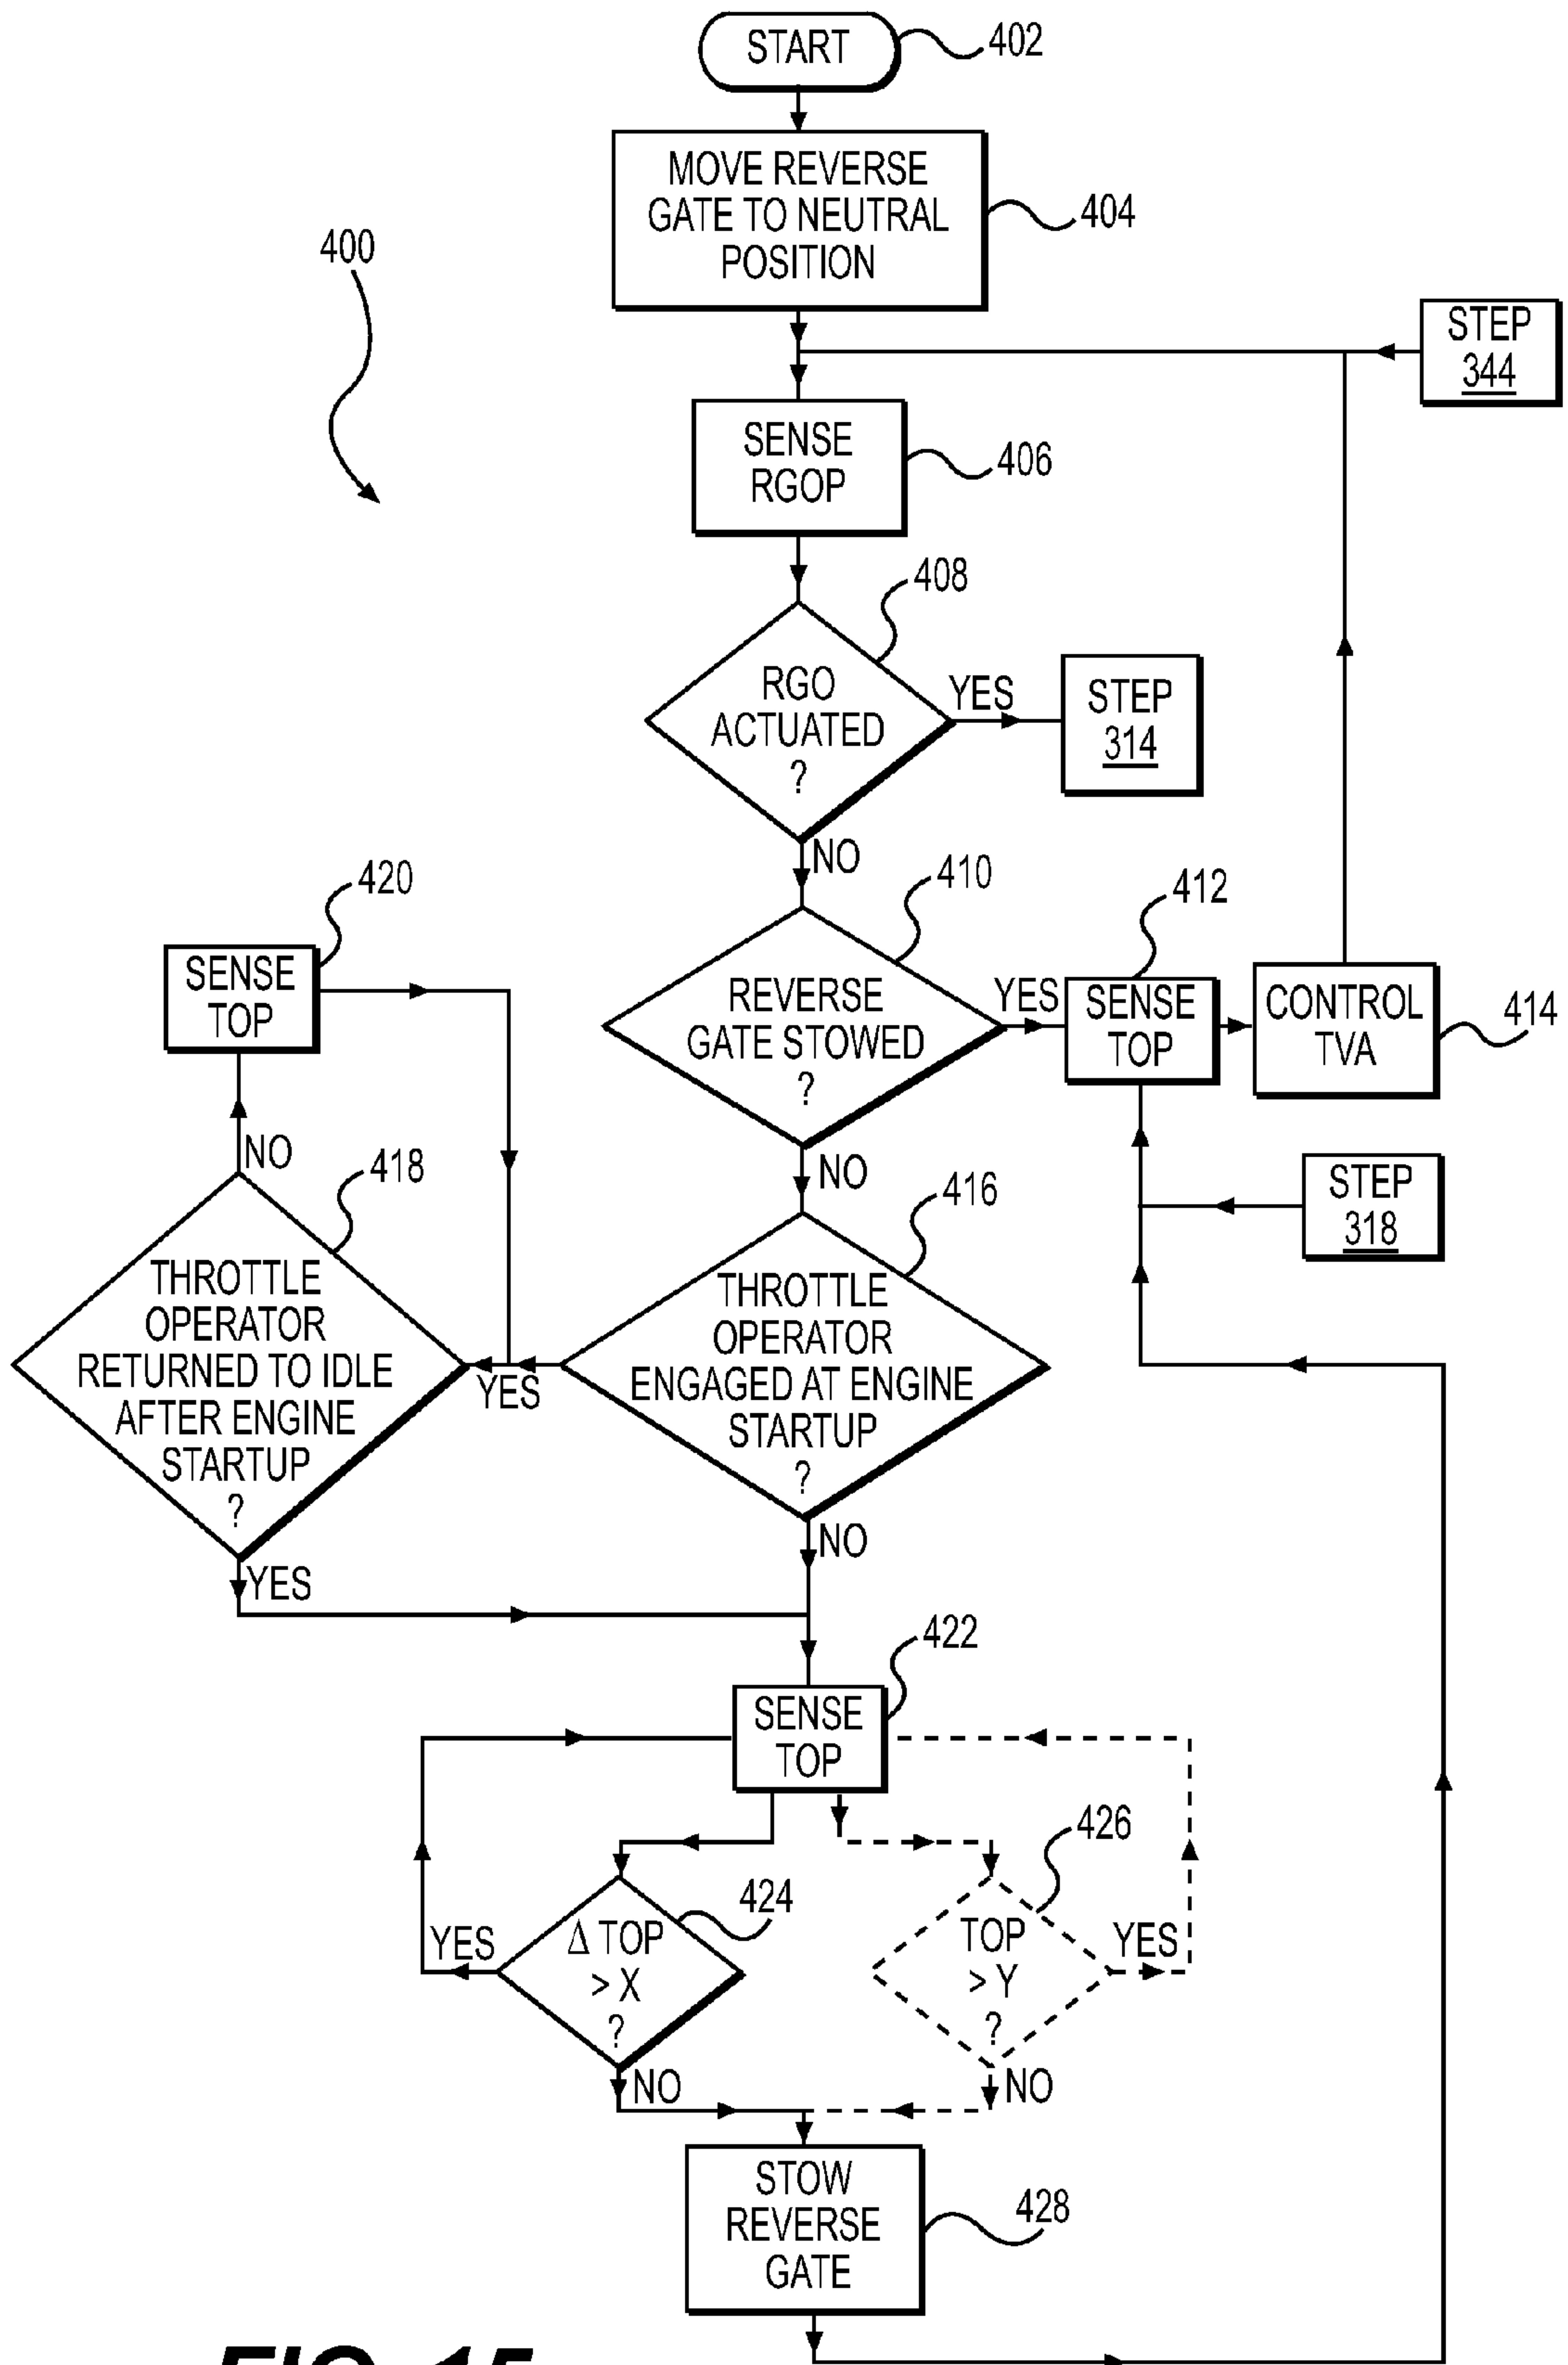 START
402
MOVE REVERSE
GATE TO NEUTRAL
POSITION
404
400
STEP
344
SENSE
RGOP
406
408
RGO
ACTUATED
?
YES
STEP
314
NO
410
420
412
SENSE
TOP
REVERSE
GATE STOWED
?
YES
SENSE
TOP
CONTROL
TVA
414
NO
418
NO
416
STEP
318
THROTTLE
OPERATOR
RETURNED TO IDLE
AFTER ENGINE
STARTUP
?
YES
THROTTLE
OPERATOR
ENGAGED AT ENGINE
STARTUP
?
NO
YES
422
SENSE
TOP
426
424
YES
Δ TOP
> X
?
TOP
> Y
?
YES
NO
NO
STOW
REVERSE
GATE
428
FIG. 15